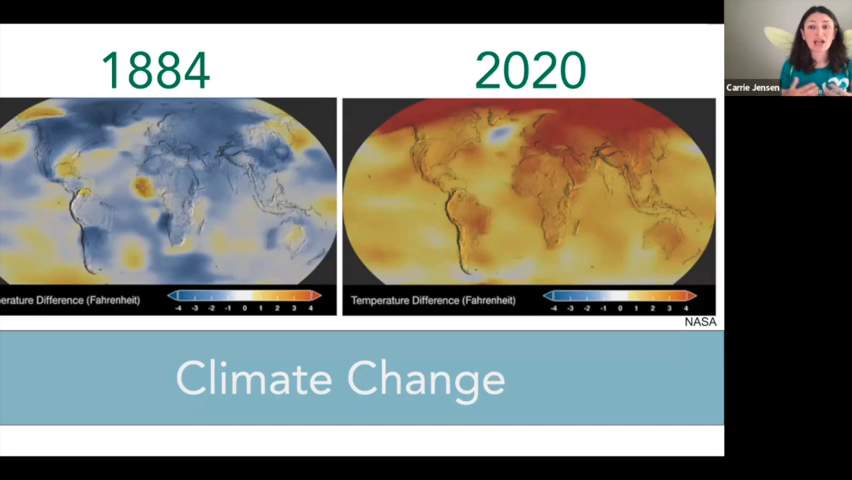 1884
2020
Carrie Jensen
erature Difference (Fahrenheit)
-4 -3 -2 -1 0 1 2 3 4
Temperature Difference (Fahrenheit)
-4 -3 -2 -1 0 1 2 3 4
NASA
Climate Change